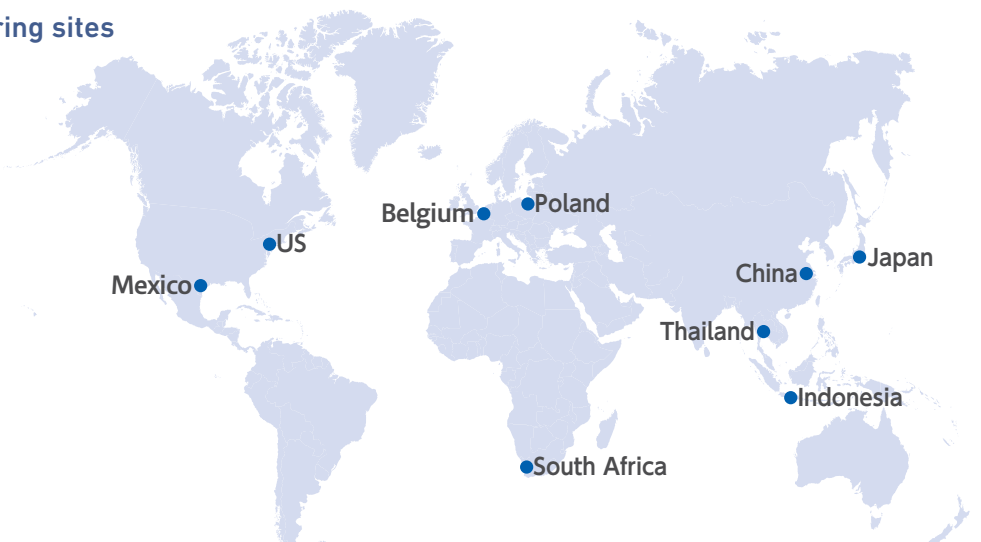 ring sites
Poland
Belgium
US
Japan
China
Mexico
Thailand
Indonesia
South Africa